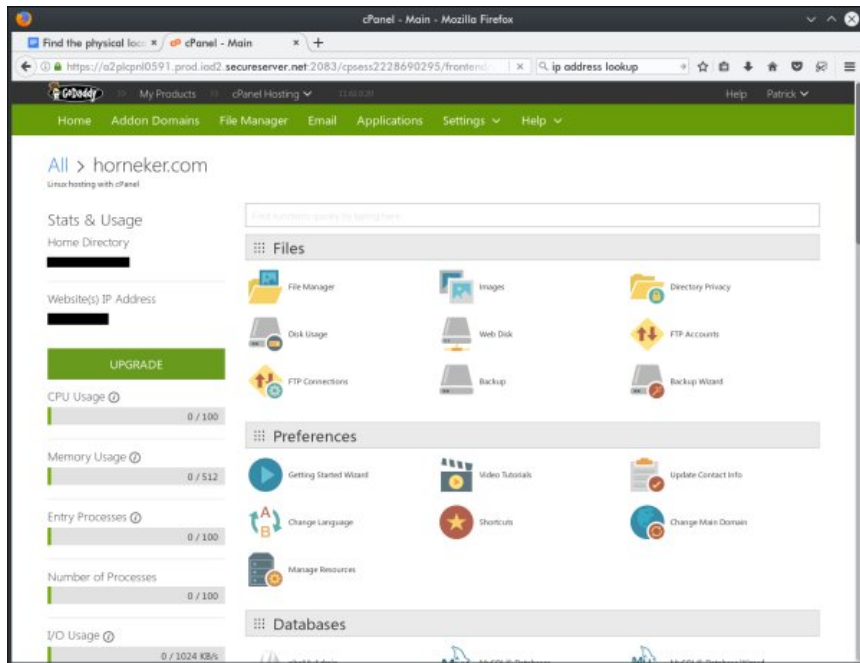 cPanel - Main - Mozilla Firefox
Find the physical loc
cPanel - Main
https://a2plcpnl0591.prod.iad2.secureserver.net:2083/cpsess2228690295/frontend
ip address lookup
GoDaddy
My Products
cPanel Hosting
Help
Patrick
Home
Addon Domains
File Manager
Email
Applications
Settings
Help
All > horneker.com
Linux hosting with cPanel
Stats & Usage
Home Directory
Website(s) IP Address
UPGRADE
CPU Usage
0 / 100
Memory Usage
0 / 512
Entry Processes
0 / 100
Number of Processes
0 / 100
I/O Usage
0 / 1024 KB/s
Find functions quickly by typing here
Files
File Manager
Images
Directory Privacy
Disk Usage
Web Disk
FTP Accounts
FTP Connections
Backup
Backup Wizard
Preferences
Getting Started Wizard
Video Tutorials
Update Contact Info
Change Language
Shortcuts
Change Main Domain
Manage Resources
Databases